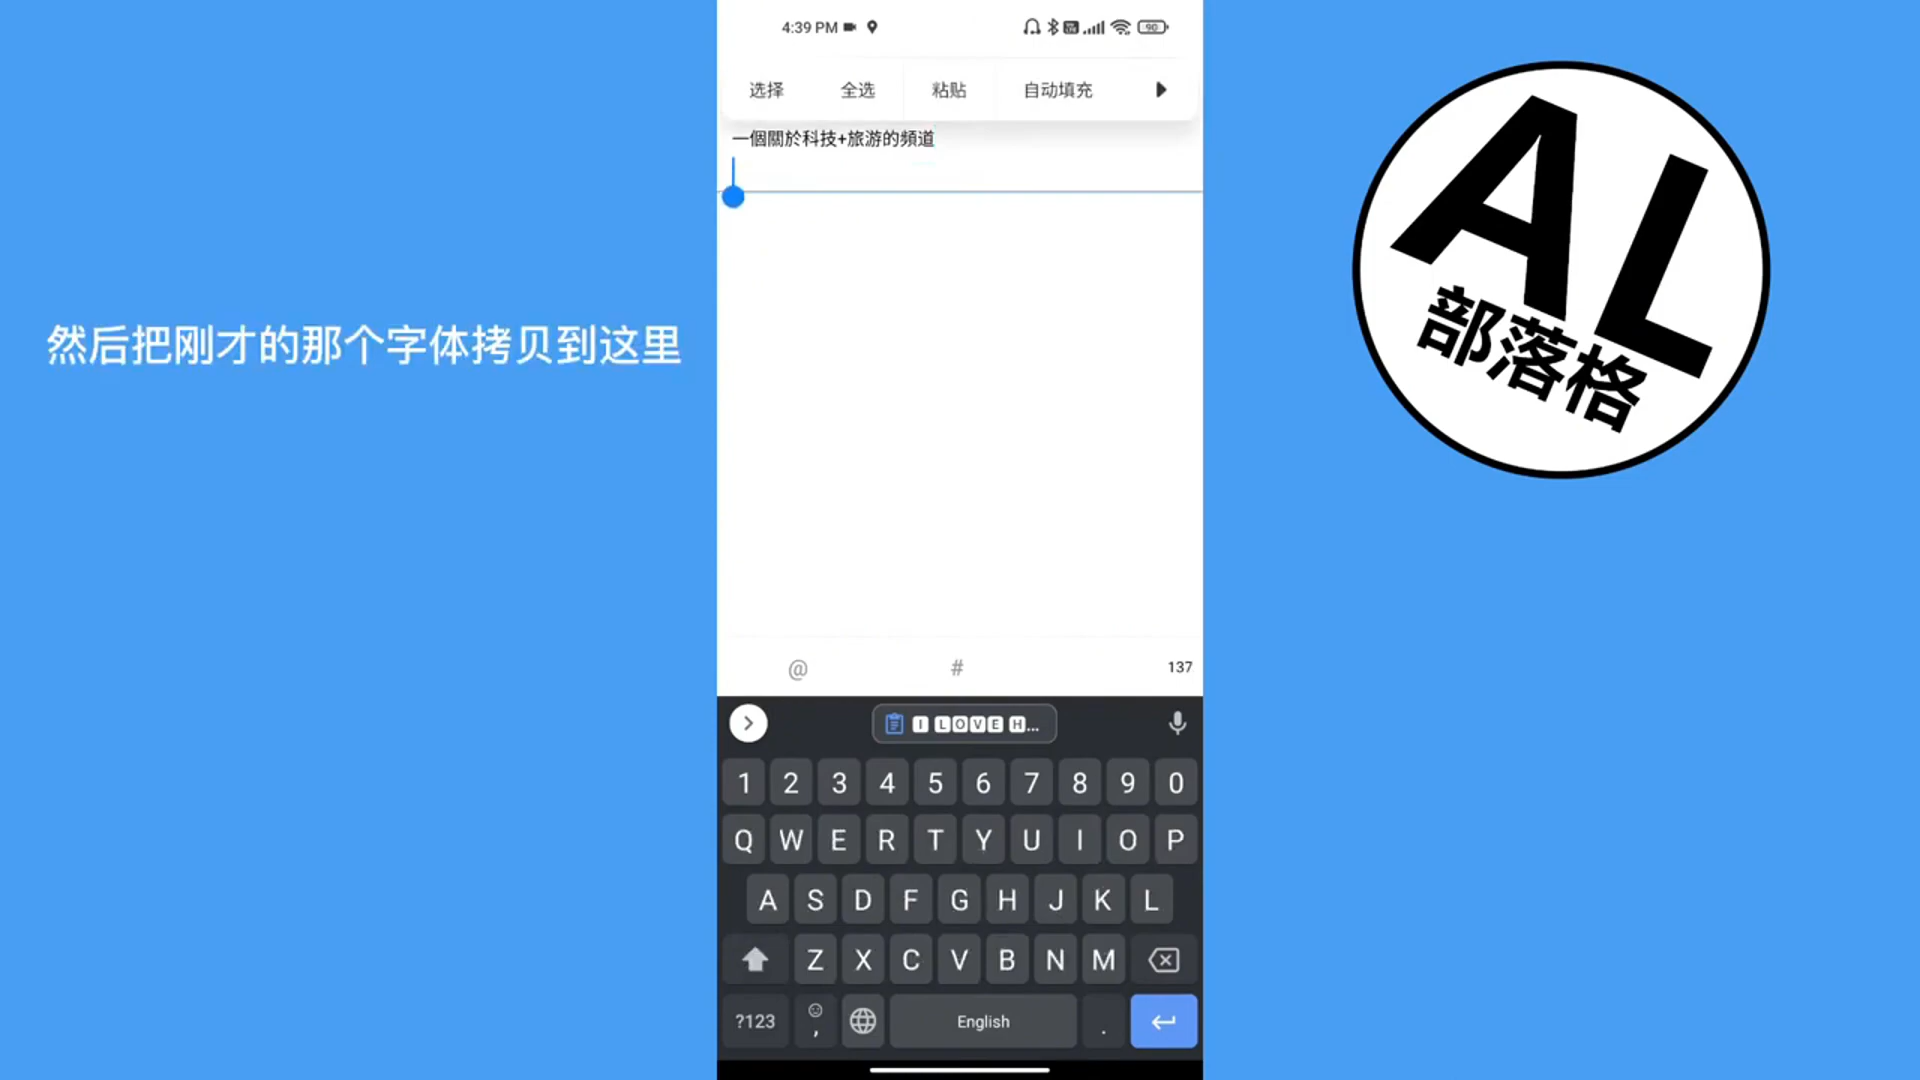 4:39 PM
90
选择 全选 粘贴 自动填充
一個關於科技+旅游的頻道
然后把刚才的那个字体拷贝到这里
AL
部落格
@ # 137
🅸 🅻🅾🆅🅴 🅷...
1 2 3 4 5 6 7 8 9 0
Q W E R T Y U I O P
A S D F G H J K L
Z X C V B N M
?123 , English .